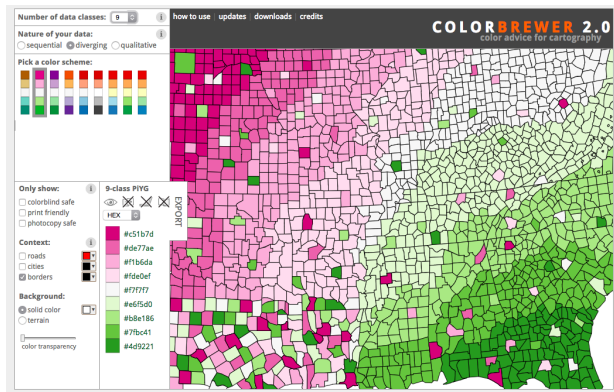 Number of data classes: 9 i
how to use | updates | downloads | credits
COLORBREWER 2.0
color advice for cartography
Nature of your data: i
sequential diverging qualitative
Pick a color scheme:
Only show: i
colorblind safe
print friendly
photocopy safe
Context: i
roads
cities
borders
Background: i
solid color
terrain
color transparency
9-class PiYG
HEX
EXPORT
#c51b7d
#de77ae
#f1b6da
#fde0ef
#f7f7f7
#e6f5d0
#b8e186
#7fbc41
#4d9221